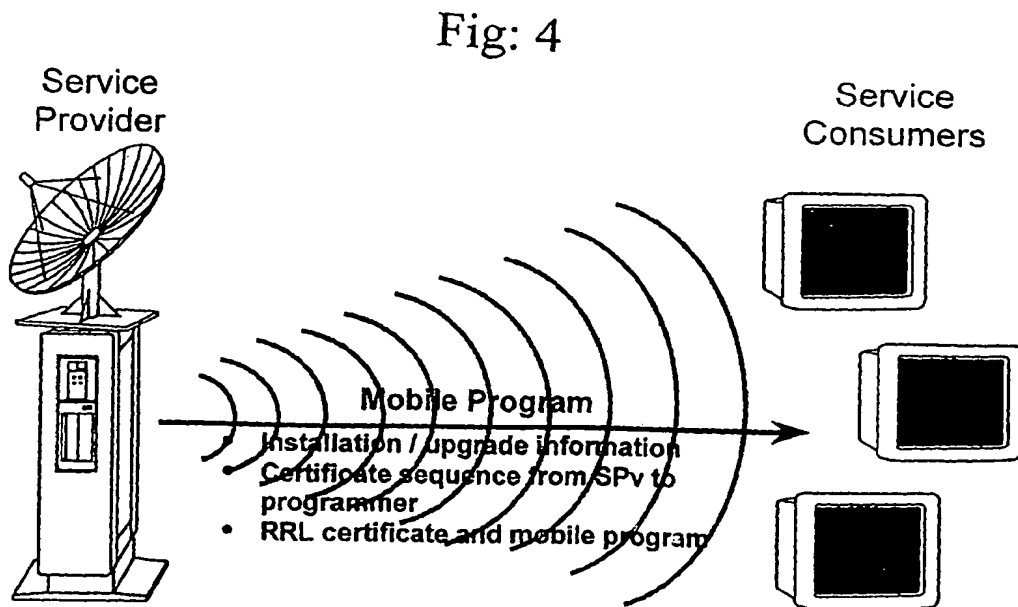 Fig: 4
Service
Provider
Service
Consumers
Mobile Program
• Installation / upgrade information
• Certificate sequence from SPv to
programmer
• RRL certificate and mobile program